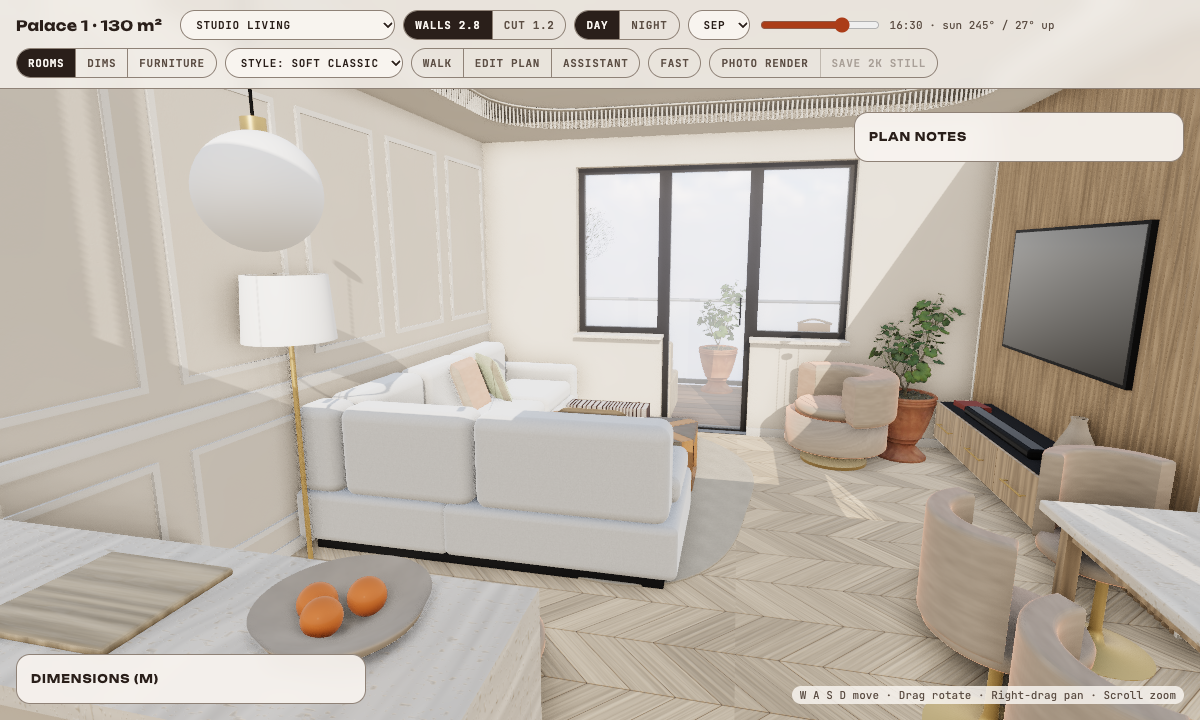 Palace 1 · 130 m² STUDIO LIVING WALLS 2.8 CUT 1.2 DAY NIGHT SEP 16:30 · sun 245° / 27° up
ROOMS DIMS FURNITURE STYLE: SOFT CLASSIC WALK EDIT PLAN ASSISTANT FAST PHOTO RENDER SAVE 2K STILL
PLAN NOTES
DIMENSIONS (M)
W A S D move · Drag rotate · Right-drag pan · Scroll zoom